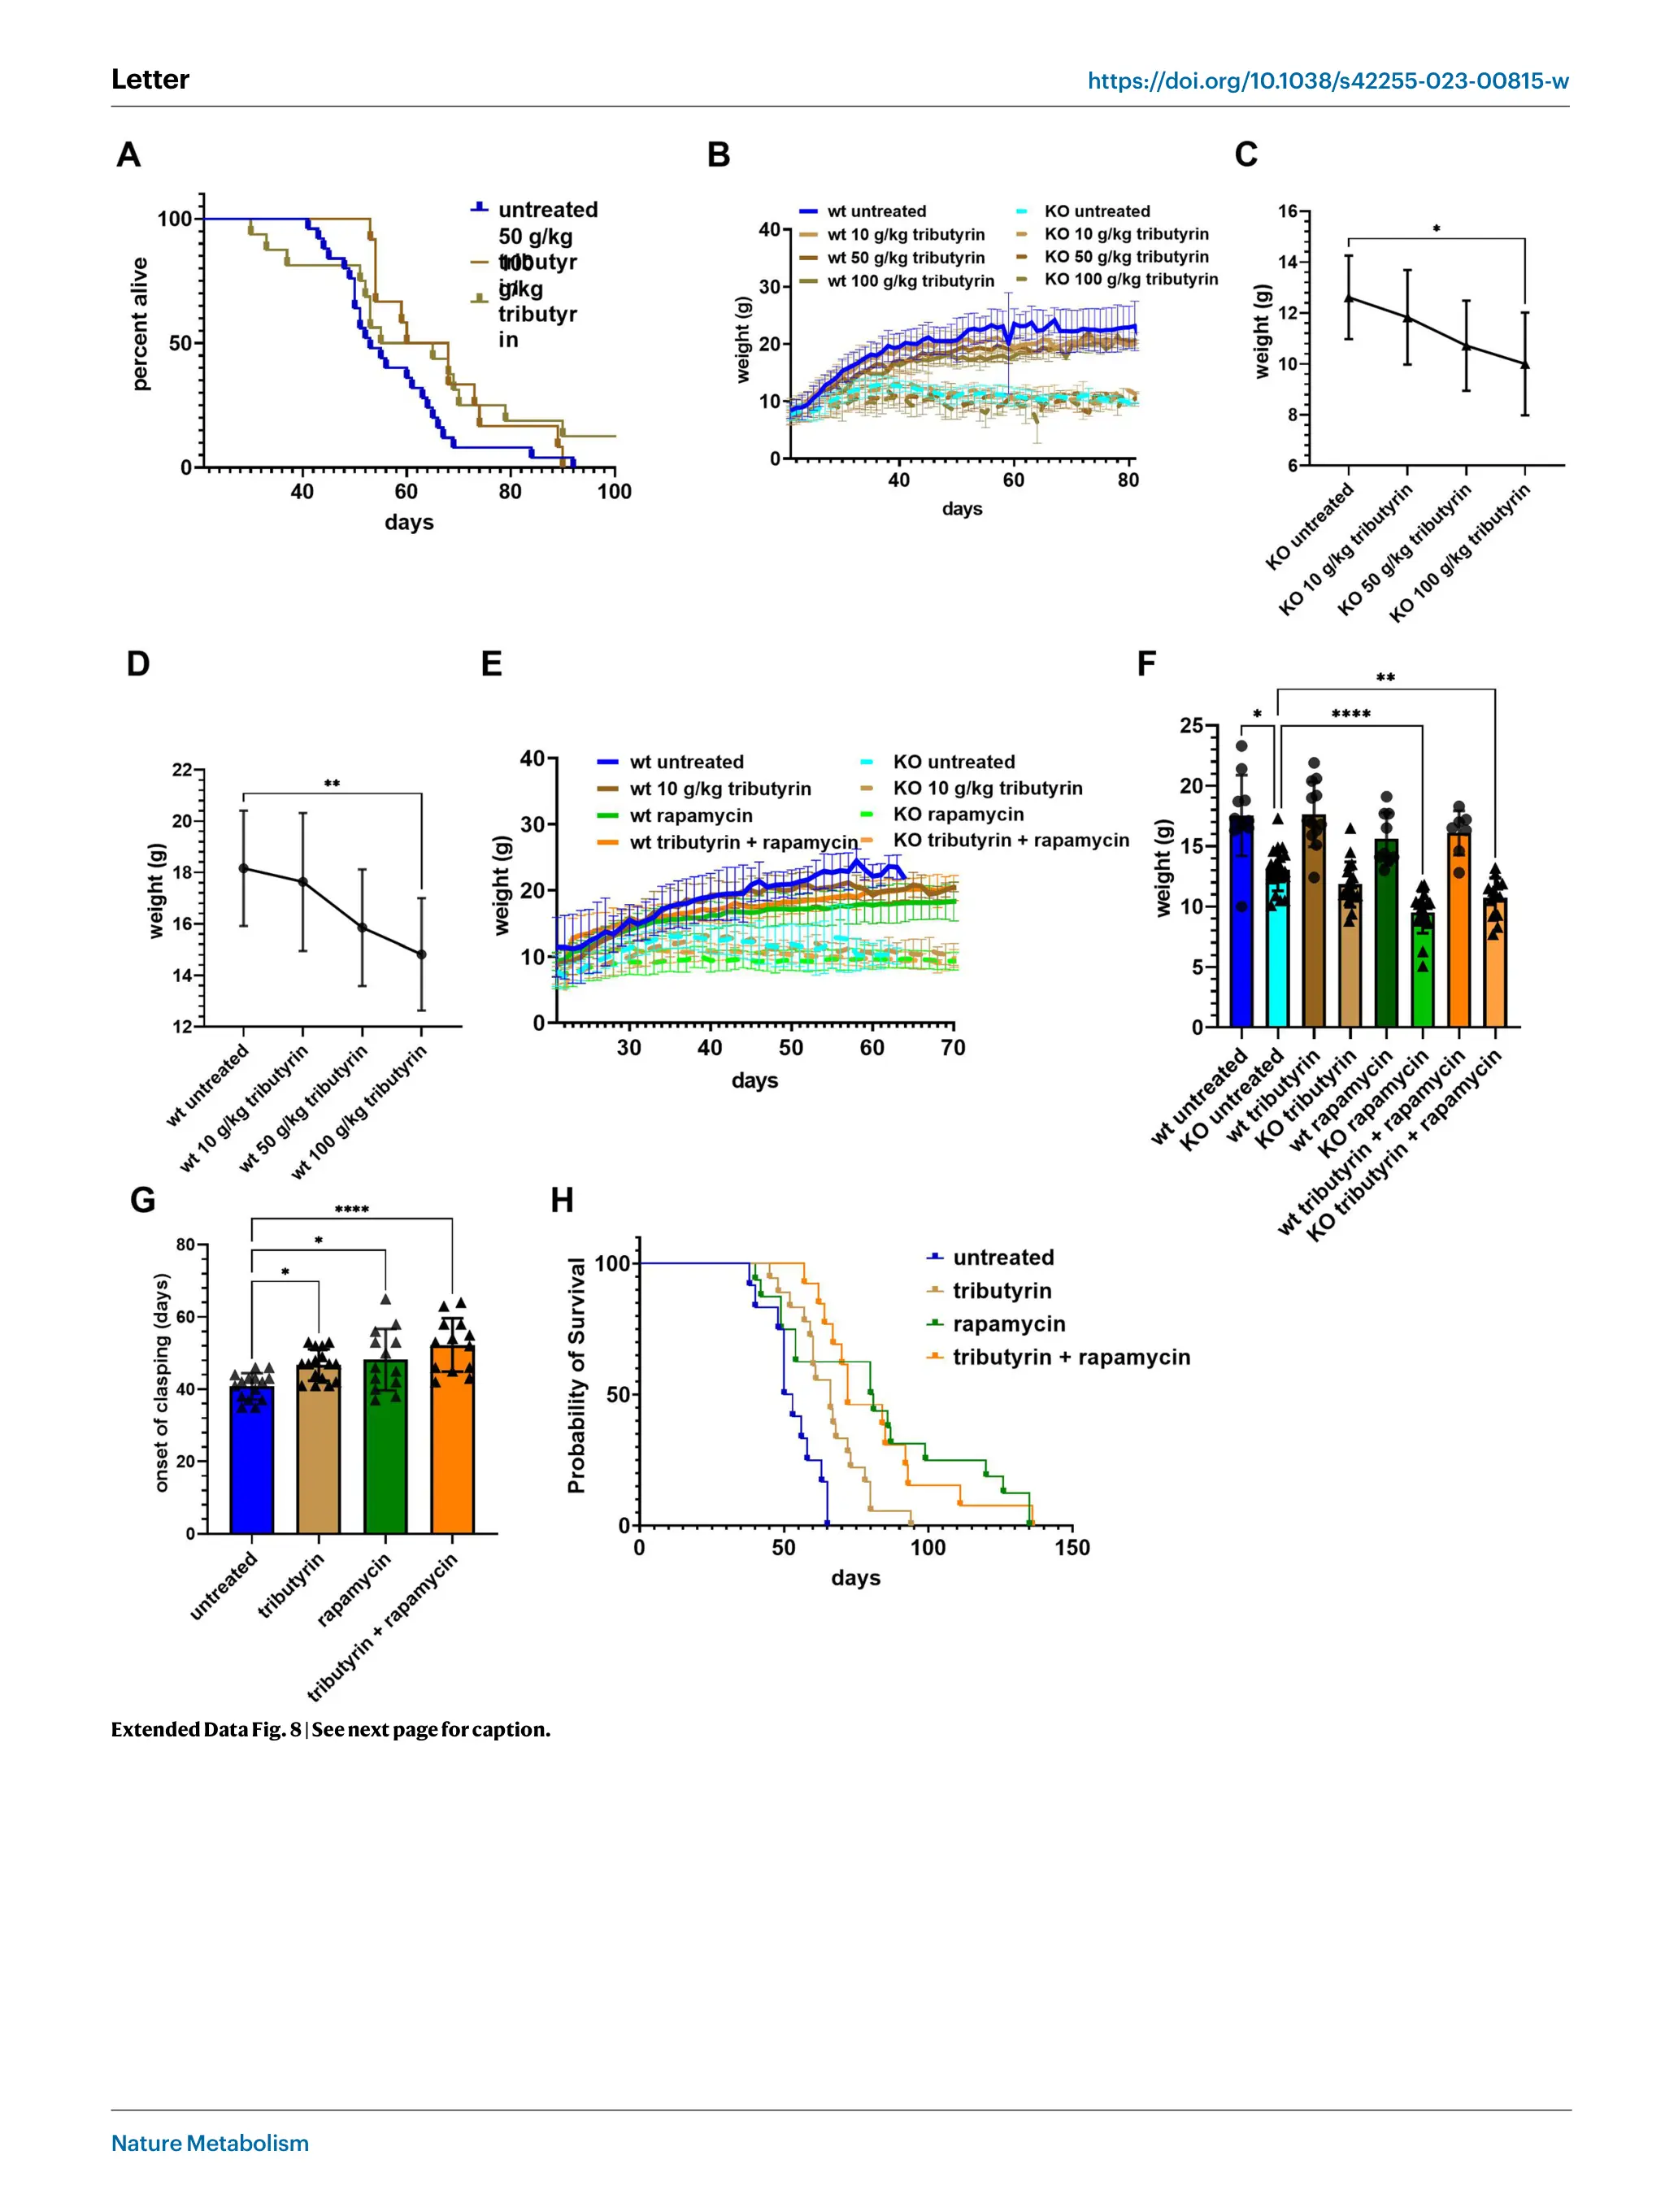 Letter
https://doi.org/10.1038/s42255-023-00815-w
A
percent alive
100
50
0
40
60
80
100
days
untreated
50 g/kg
tributyr
in
100
g/kg
tributyr
in
B
weight (g)
40
30
20
10
0
40
60
80
days
wt untreated
wt 10 g/kg tributyrin
wt 50 g/kg tributyrin
wt 100 g/kg tributyrin
KO untreated
KO 10 g/kg tributyrin
KO 50 g/kg tributyrin
KO 100 g/kg tributyrin
C
weight (g)
16
14
12
10
8
6
*
KO untreated
KO 10 g/kg tributyrin
KO 50 g/kg tributyrin
KO 100 g/kg tributyrin
D
weight (g)
22
20
18
16
14
12
**
wt untreated
wt 10 g/kg tributyrin
wt 50 g/kg tributyrin
wt 100 g/kg tributyrin
E
weight (g)
40
30
20
10
0
30
40
50
60
70
days
wt untreated
wt 10 g/kg tributyrin
wt rapamycin
wt tributyrin + rapamycin
KO untreated
KO 10 g/kg tributyrin
KO rapamycin
KO tributyrin + rapamycin
F
weight (g)
25
20
15
10
5
0
**
*
****
wt untreated
KO untreated
wt tributyrin
KO tributyrin
wt rapamycin
KO rapamycin
wt tributyrin + rapamycin
KO tributyrin + rapamycin
G
onset of clasping (days)
80
60
40
20
0
****
*
*
untreated
tributyrin
rapamycin
tributyrin + rapamycin
H
Probability of Survival
100
50
0
0
50
100
150
days
untreated
tributyrin
rapamycin
tributyrin + rapamycin
Extended Data Fig. 8 | See next page for caption.
Nature Metabolism